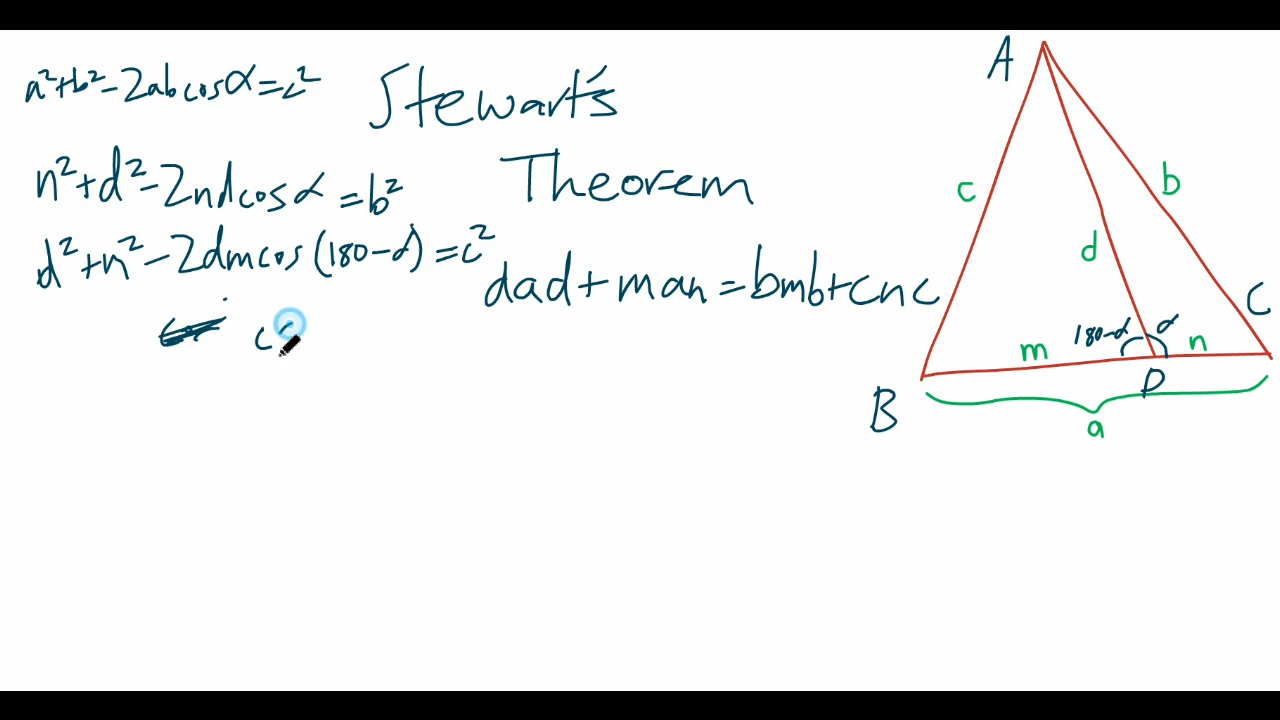 a²+b²-2abcosα=c²
Stewart's
Theorem
n²+d²-2ndcosα=b²
d²+n²-2dmcos(180-α)=c²
dad+man=bmb+cnc
A
c
b
d
C
180-α
α
m
n
D
B
a